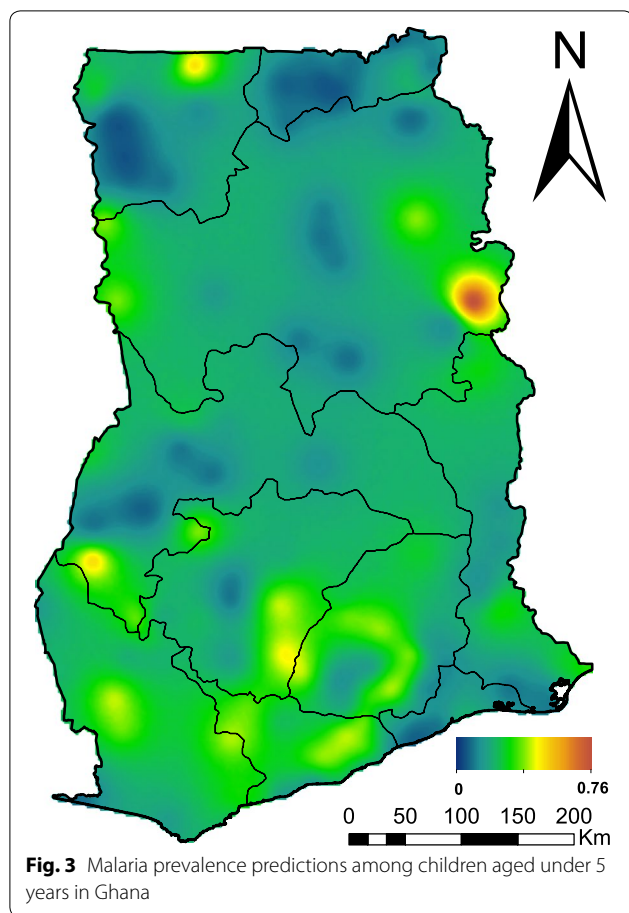 N
0 0.76
0 50 100 150 200
Km
Fig. 3 Malaria prevalence predictions among children aged under 5
years in Ghana